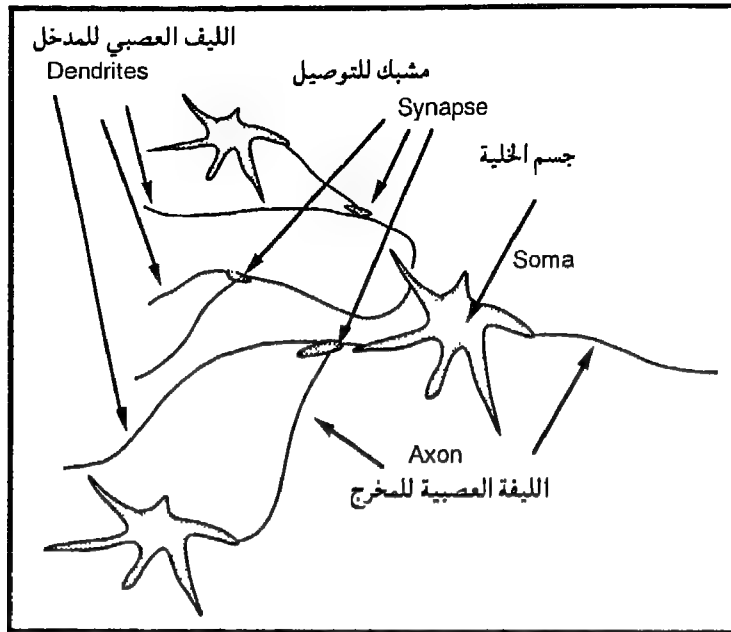 الليف العصبي للمدخل
Dendrites
مشبك للتوصيل
Synapse
جسم الخلية
Soma
Axon
الليفة العصبية للمخرج